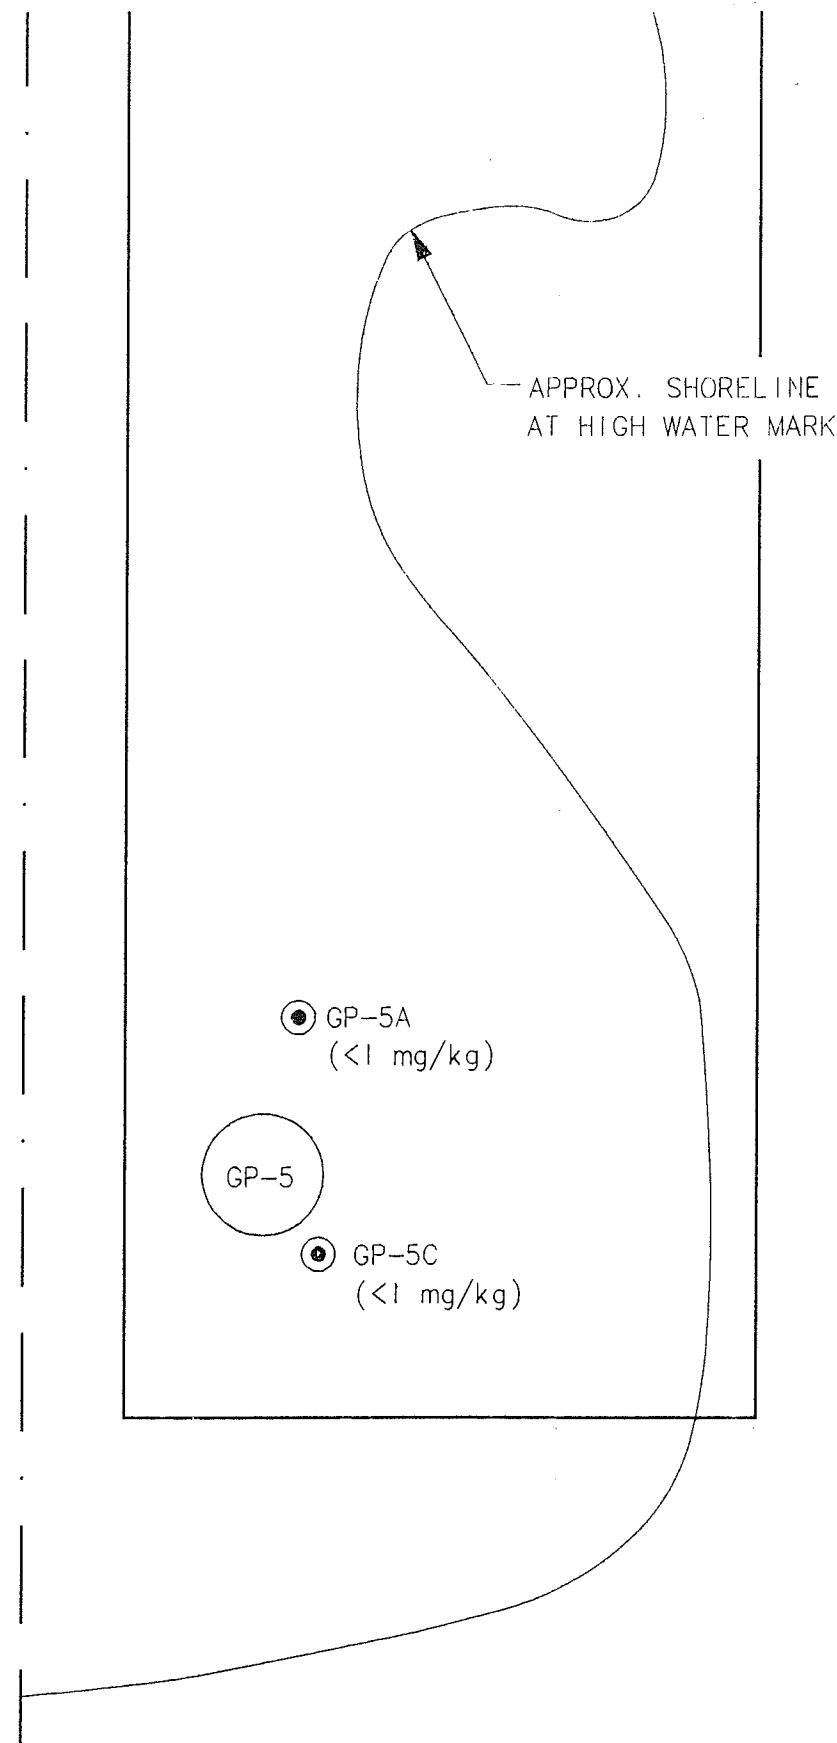 APPROX. SHORELINE
AT HIGH WATER MARK
GP-5A
(<1 mg/kg)
GP-5
GP-5C
(<1 mg/kg)